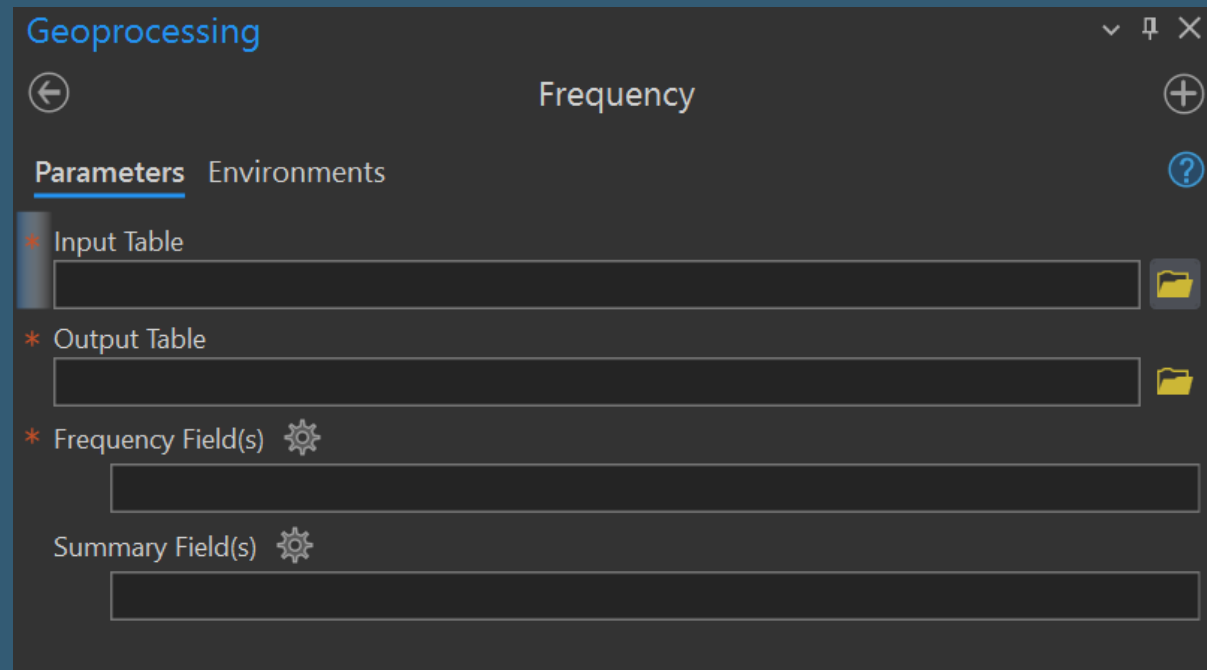 Geoprocessing
Frequency
Parameters Environments
* Input Table
* Output Table
* Frequency Field(s)
Summary Field(s)